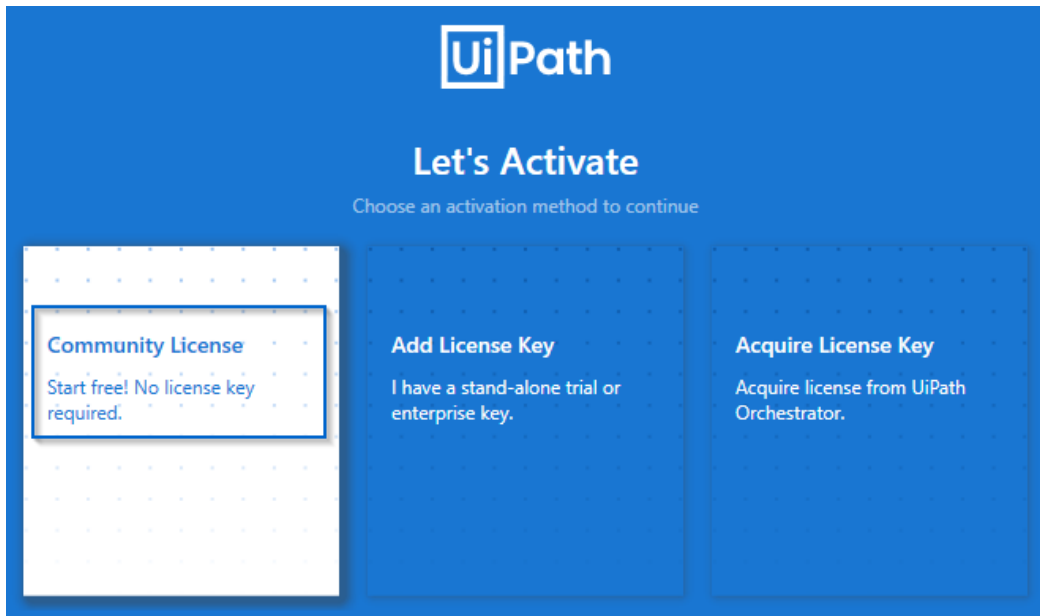 UiPath
Let's Activate
Choose an activation method to continue
Community License
Start free! No license key
required.
Add License Key
I have a stand-alone trial or
enterprise key.
Acquire License Key
Acquire license from UiPath
Orchestrator.